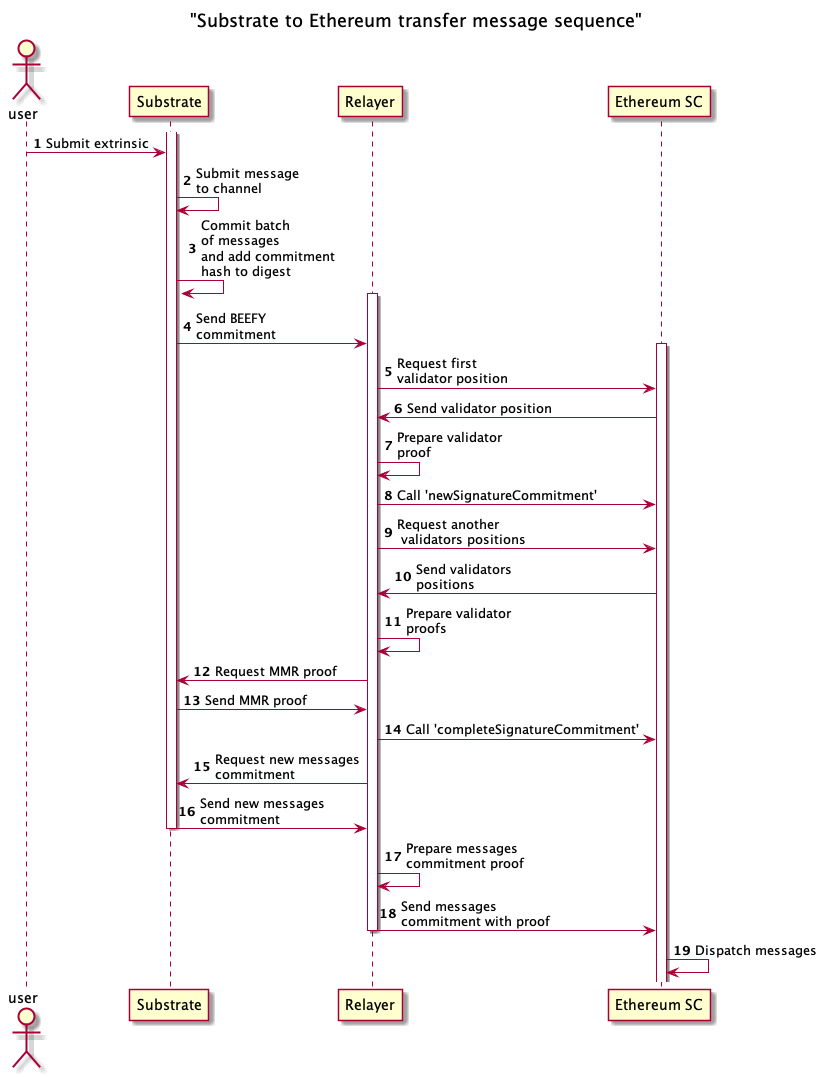 "Substrate to Ethereum transfer message sequence"
user
Substrate
Relayer
Ethereum SC
1 Submit extrinsic
2 Submit message
to channel
3 Commit batch
of messages
and add commitment
hash to digest
4 Send BEEFY
commitment
5 Request first
validator position
6 Send validator position
7 Prepare validator
proof
8 Call 'newSignatureCommitment'
9 Request another
validators positions
10 Send validators
positions
11 Prepare validator
proofs
12 Request MMR proof
13 Send MMR proof
14 Call 'completeSignatureCommitment'
15 Request new messages
commitment
16 Send new messages
commitment
17 Prepare messages
commitment proof
18 Send messages
commitment with proof
19 Dispatch messages
user
Substrate
Relayer
Ethereum SC